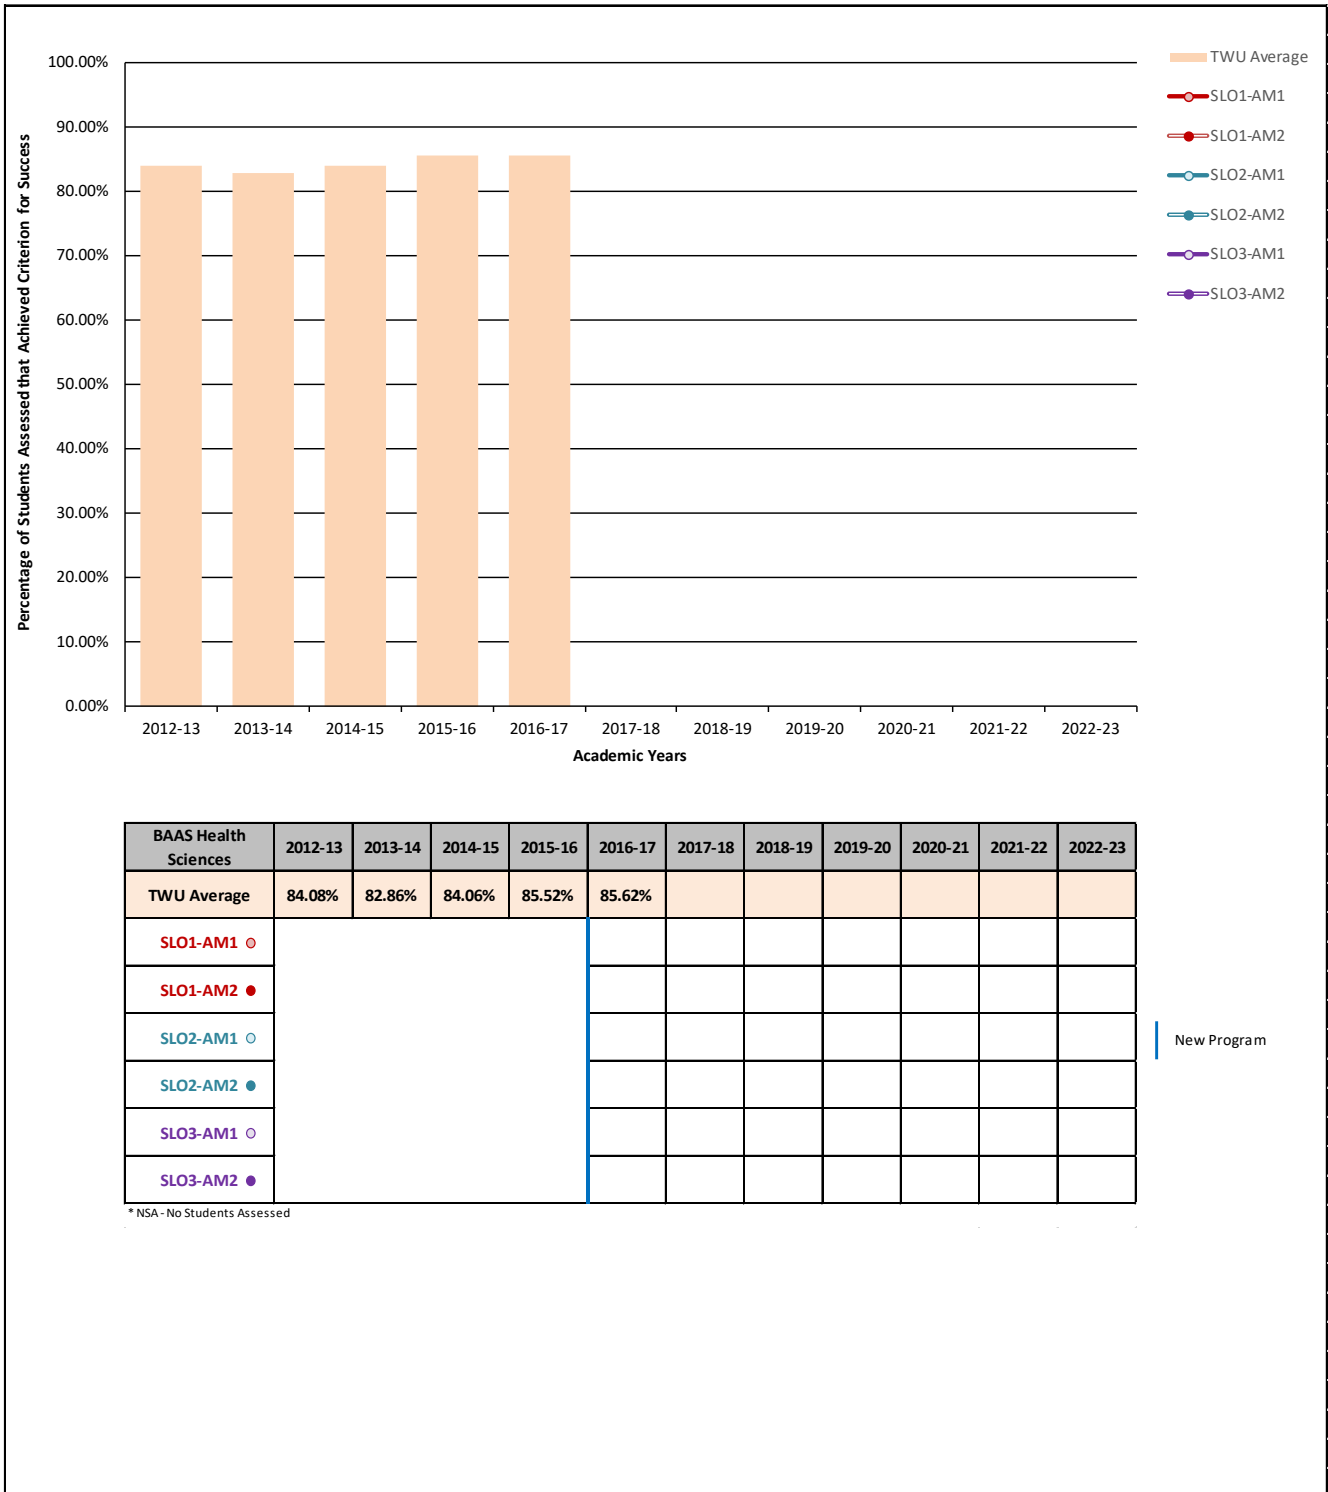 100.00%
90.00%
80.00%
70.00%
60.00%
50.00%
40.00%
30.00%
20.00%
10.00%
0.00%
Percentage of Students Assessed that Achieved Criterion for Success
2012-13 2013-14 2014-15 2015-16 2016-17 2017-18 2018-19 2019-20 2020-21 2021-22 2022-23
Academic Years
TWU Average
SLO1-AM1
SLO1-AM2
SLO2-AM1
SLO2-AM2
SLO3-AM1
SLO3-AM2
BAAS Health
Sciences
2012-13 2013-14 2014-15 2015-16 2016-17 2017-18 2018-19 2019-20 2020-21 2021-22 2022-23
TWU Average 84.08% 82.86% 84.06% 85.52% 85.62%
SLO1-AM1
SLO1-AM2
SLO2-AM1
SLO2-AM2
SLO3-AM1
SLO3-AM2
New Program
* NSA - No Students Assessed